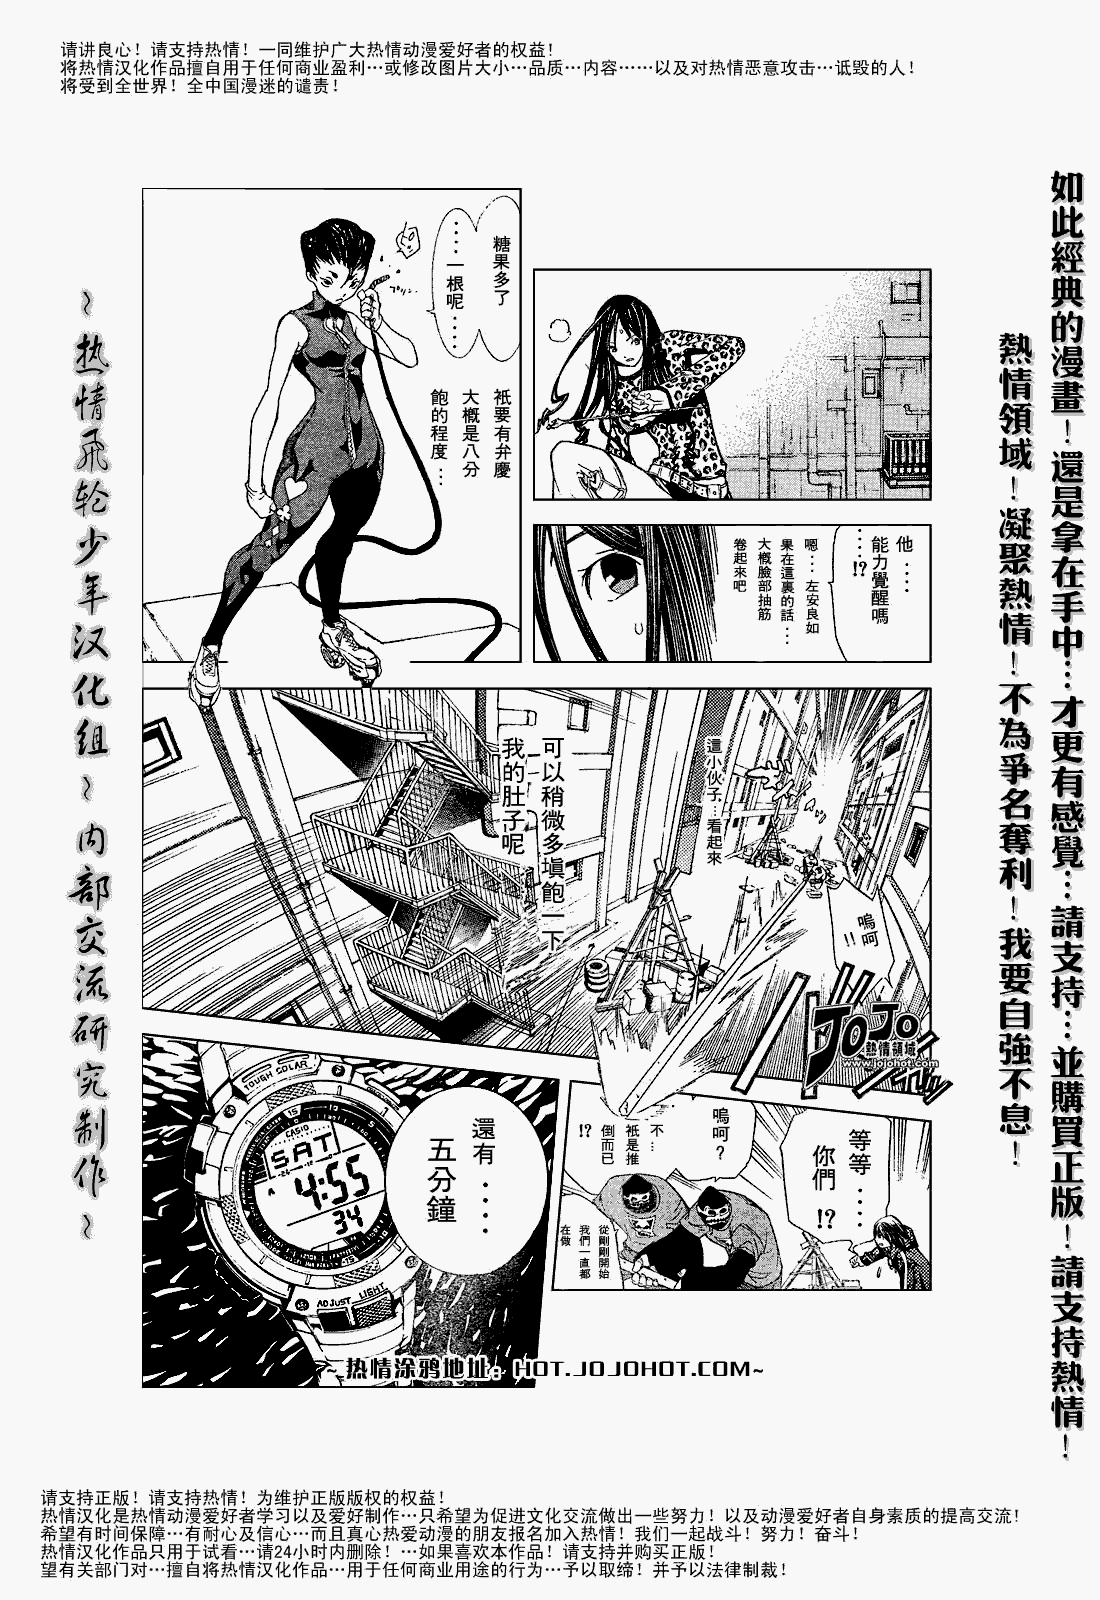 请讲良心！请支持热情！一同维护广大热情动漫爱好者的权益！
将热情汉化作品擅自用于任何商业盈利…或修改图片大小…品质…内容……以及对热情恶意攻击…诋毁的人！
将受到全世界！全中国漫迷的谴责！
如此經典的漫畫！還是拿在手中…才更有感覺…請支持…並購買正版！請支持熱情！
熱情領域！凝聚熱情！不為爭名奪利！我要自強不息！
糖果多了
‥‥一根呢‥‥
祇要有弁慶
大概是八分
飽的程度‥
他‥‥
能力覺醒嗎
‥‥!?
嗯‥‥左安良如
果在這裏的話‥‥
大概臉部抽筋
卷起來吧
這小伙子…看起來
可以稍微多填飽一下
我的肚子呢
嗚呵
!!
JOJO
熱情領域
www.jojohot.com
等等‥‥
你們!?
嗚呵？
不‥
祇是推
倒而已
!?
從剛剛開始
我們一直都
在做
還有‥‥
五分鐘
TOUGH SOLAR
CASIO
SAT
A 4:55
34
ADJUST
LIGHT
~热情涂鸦地址：HOT.JOJOHOT.COM~
~热情飛轮少年汉化组~内部交流研究制作~
请支持正版！请支持热情！为维护正版版权的权益！
热情汉化是热情动漫爱好者学习以及爱好制作…只希望为促进文化交流做出一些努力！以及动漫爱好者自身素质的提高交流！
希望有时间保障…有耐心及信心…而且真心热爱动漫的朋友报名加入热情！我们一起战斗！努力！奋斗！
热情汉化作品只用于试看…请24小时内删除！…如果喜欢本作品！请支持并购买正版！
望有关部门对…擅自将热情汉化作品…用于任何商业用途的行为…予以取缔！并予以法律制裁！